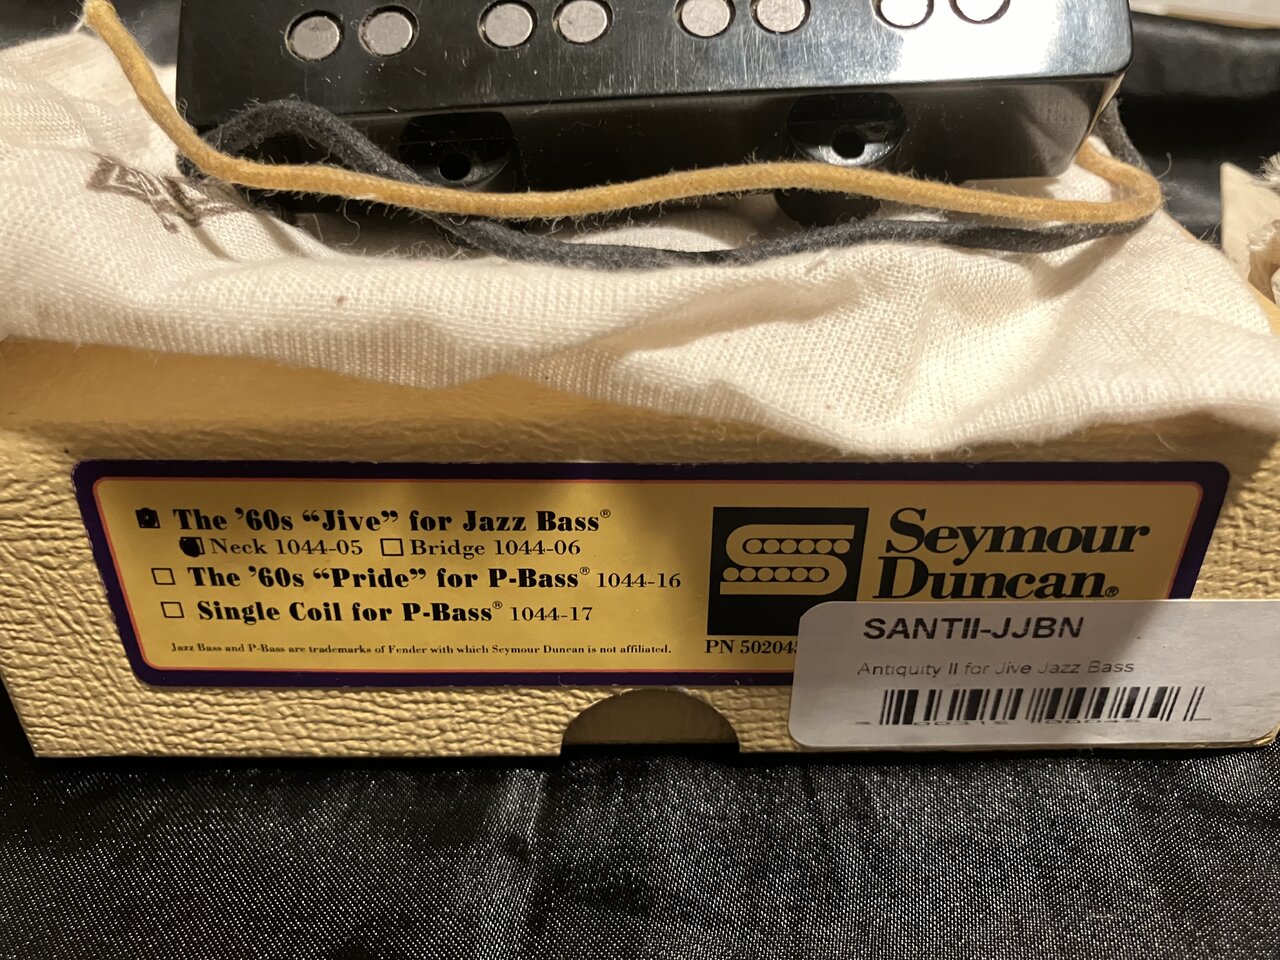 The '60s “Jive” for Jazz Bass®
Neck 1044-05 Bridge 1044-06
The '60s “Pride” for P-Bass® 1044-16
Single Coil for P-Bass® 1044-17
Jazz Bass and P-Bass are trademarks of Fender with which Seymour Duncan is not affiliated.
Seymour
Duncan®
PN
SANTII-JJBN
Antiquity II for Jive Jazz Bass